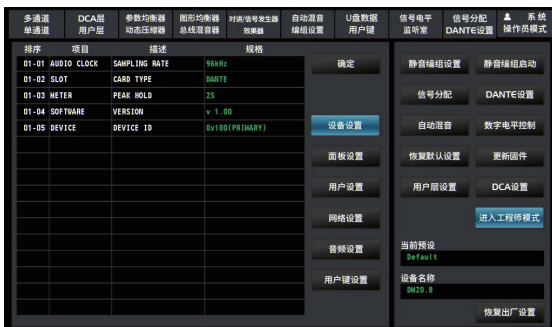 多通道 DCA层 参数均衡器 图形均衡器 对讲/信号发生器 自动混音 U盘数据 信号电平 信号分配 系统
单通道 用户层 动态压缩器 总线混音器 效果器 编组设置 用户键 监听室 DANTE设置 操作员模式
排序 项目 描述 规格
01-01 AUDIO CLOCK SAMPLING RATE 96kHz
01-02 SLOT CARD TYPE DANTE
01-03 METER PEAK HOLD 2S
01-04 SOFTWARE VERSION v 1.00
01-05 DEVICE DEVICE ID 0x100(PRIMARY)
确定
设备设置
面板设置
用户设置
网络设置
音频设置
用户键设置
静音编组设置 静音编组启动
信号分配 DANTE设置
自动混音 数字电平控制
恢复默认设置 更新固件
用户层设置 DCA设置
进入工程师模式
当前预设
Default
设备名称
DM20.8
恢复出厂设置